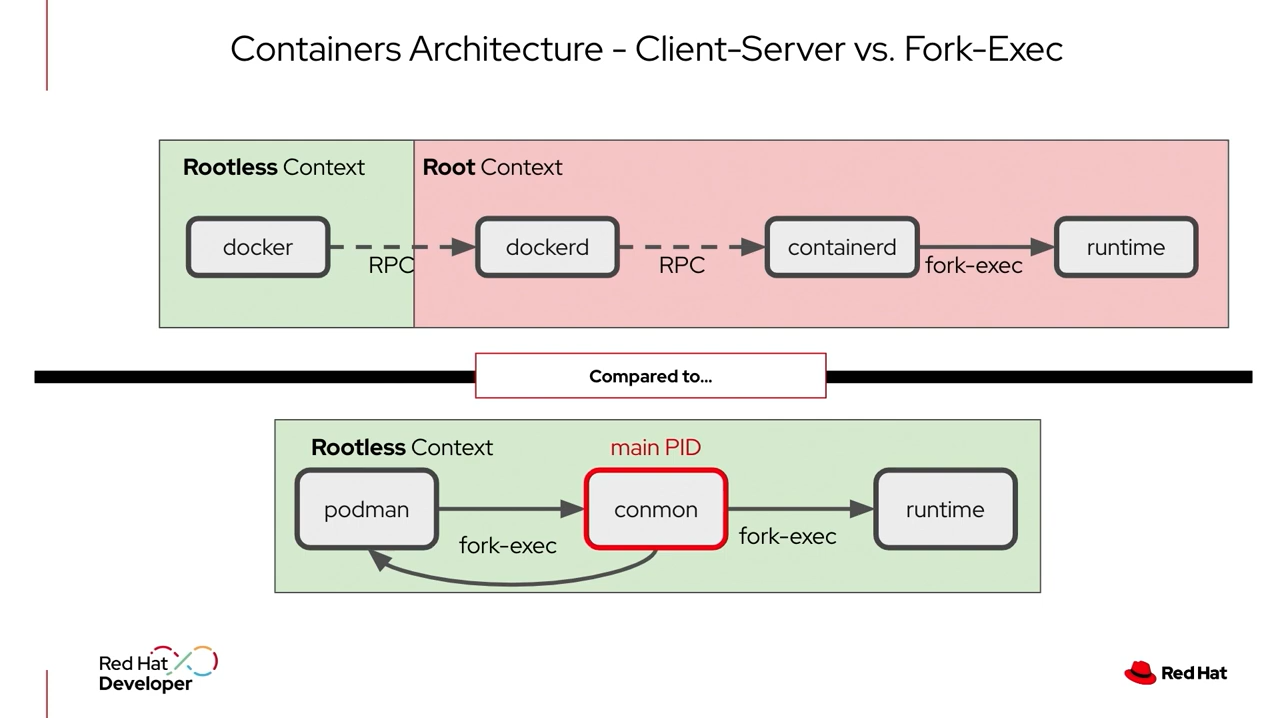 Containers Architecture - Client-Server vs. Fork-Exec
Rootless Context
Root Context
docker
RPC
dockerd
RPC
containerd
fork-exec
runtime
Compared to...
Rootless Context
main PID
podman
fork-exec
conmon
fork-exec
runtime
Red Hat
Developer
Red Hat